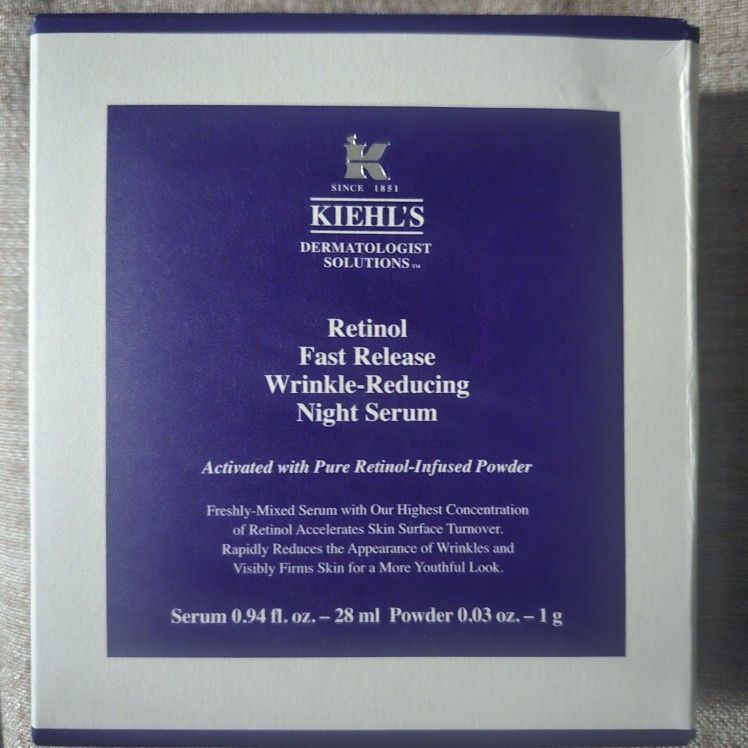 K
SINCE 1851
KIEHL'S
DERMATOLOGIST
SOLUTIONS™
Retinol
Fast Release
Wrinkle-Reducing
Night Serum
Activated with Pure Retinol-Infused Powder
Freshly-Mixed Serum with Our Highest Concentration
of Retinol Accelerates Skin Surface Turnover.
Rapidly Reduces the Appearance of Wrinkles and
Visibly Firms Skin for a More Youthful Look.
Serum 0.94 fl. oz. – 28 ml Powder 0.03 oz. – 1 g